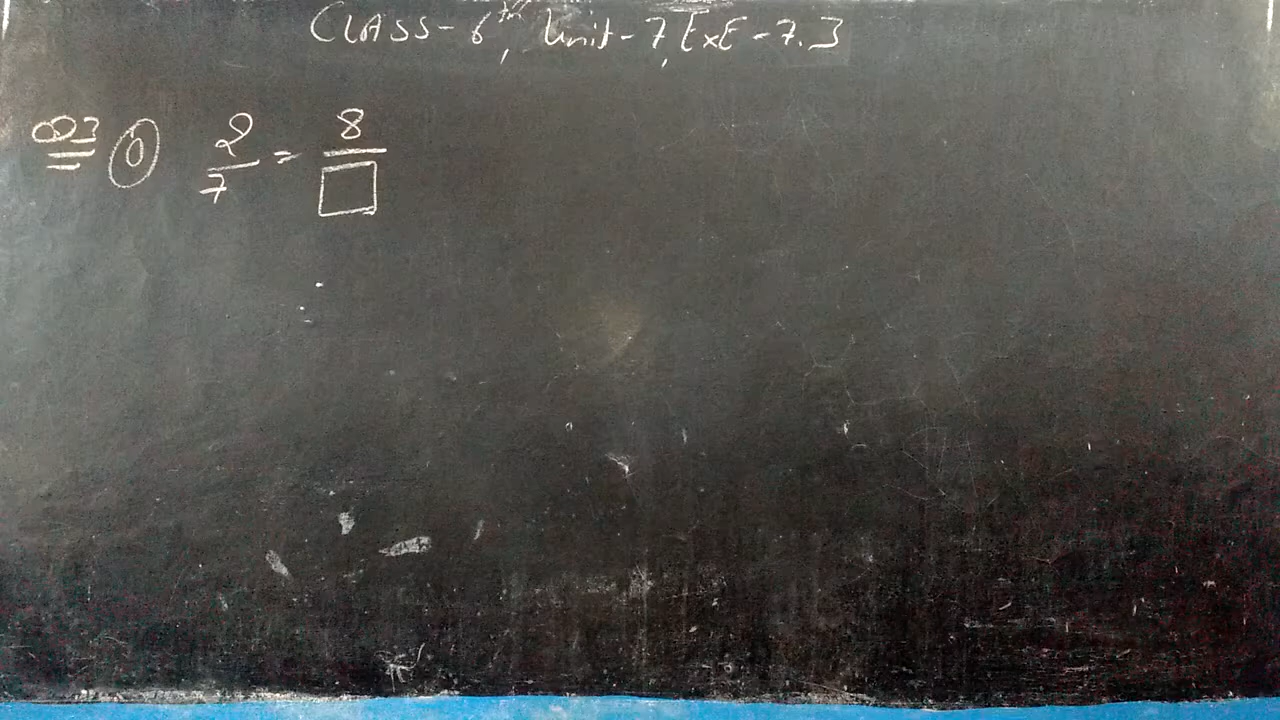 CLASS-6th, Unit-7, EXE-7.3
Q3 2/7 = 8/□